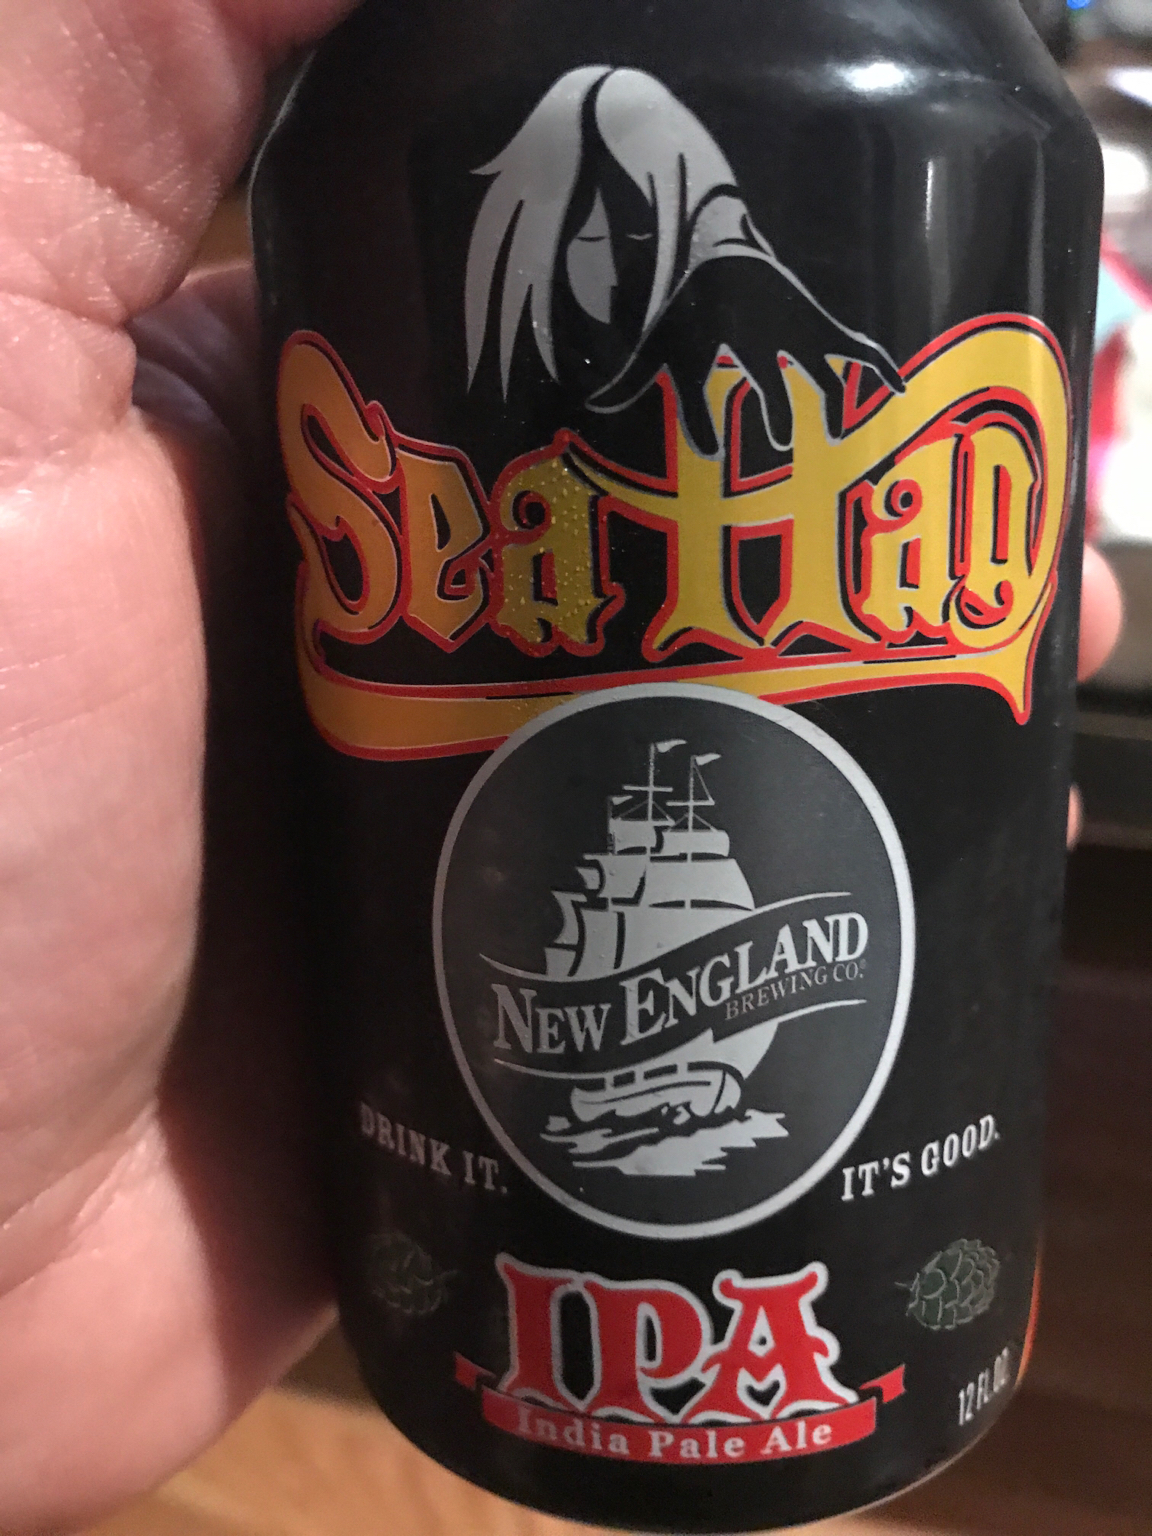 Sea Hag
NEW ENGLAND
BREWING CO.®
DRINK IT.
IT'S GOOD.
IPA
India Pale Ale
12 FL.OZ